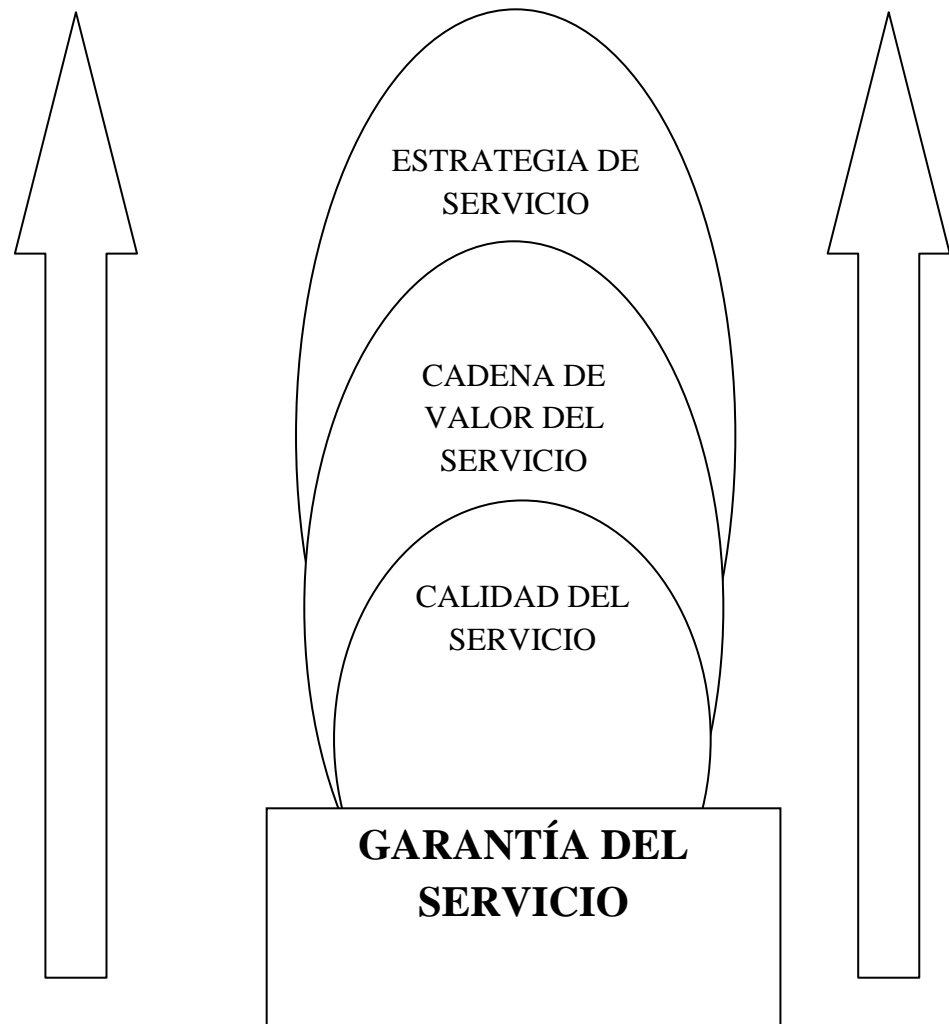 ESTRATEGIA DE
SERVICIO
CADENA DE
VALOR DEL
SERVICIO
CALIDAD DEL
SERVICIO
GARANTÍA DEL
SERVICIO